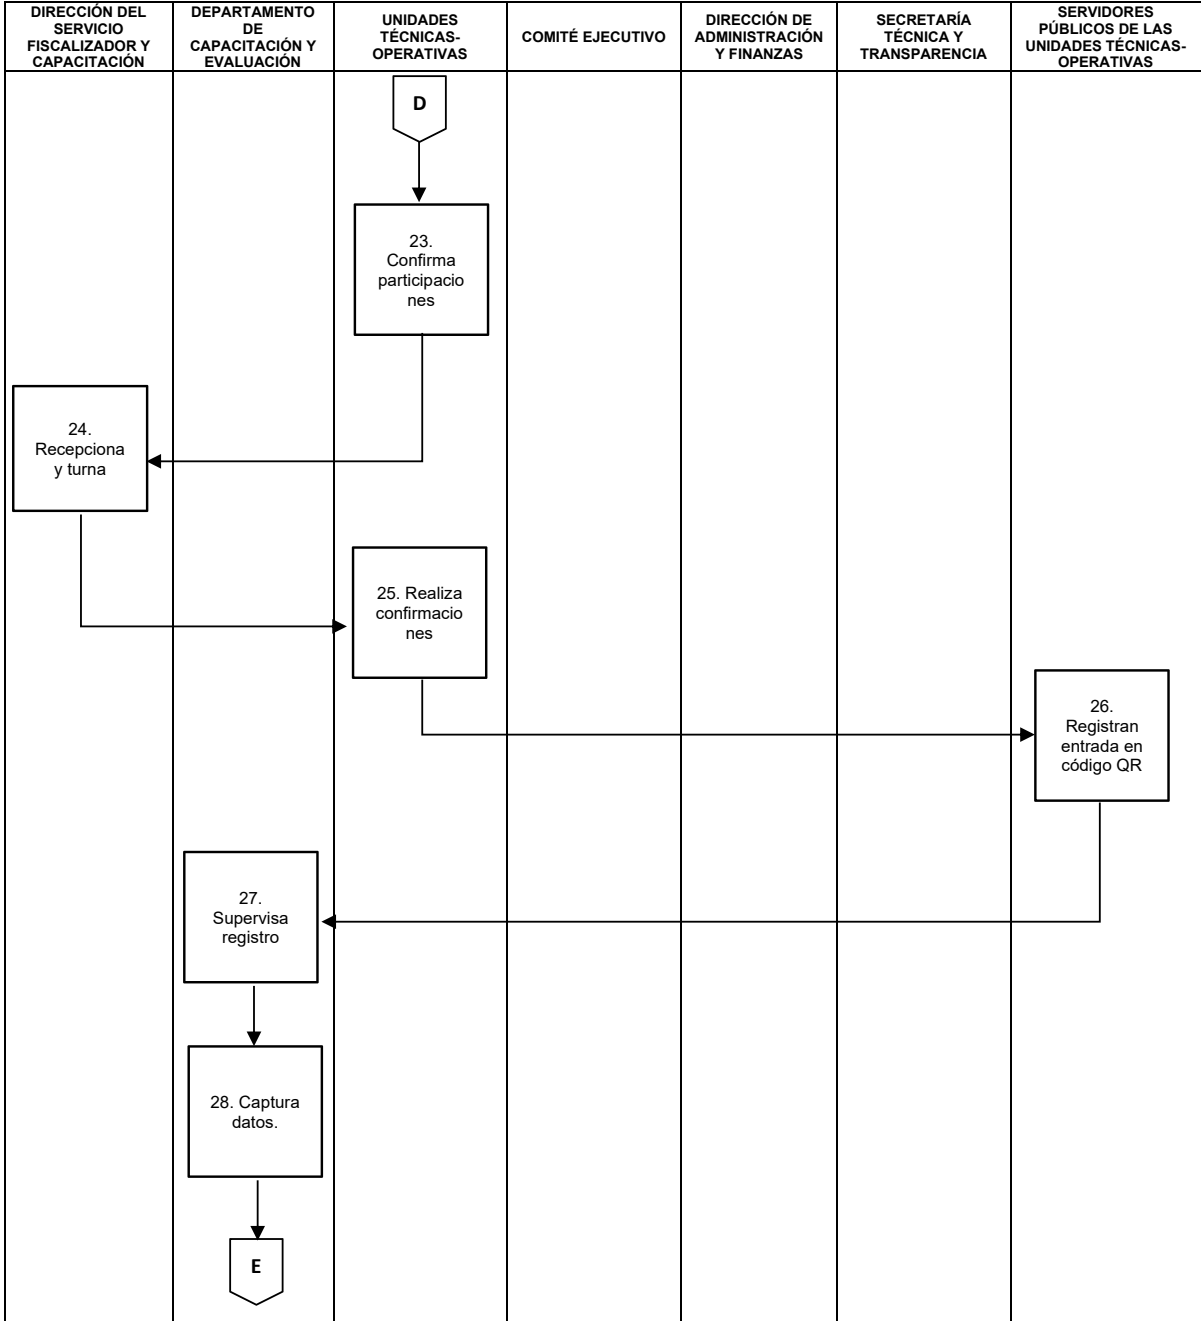 DIRECCIÓN DEL
SERVICIO
FISCALIZADOR Y
CAPACITACIÓN
DEPARTAMENTO
DE
CAPACITACIÓN Y
EVALUACIÓN
UNIDADES
TÉCNICAS-
OPERATIVAS
COMITÉ EJECUTIVO
DIRECCIÓN DE
ADMINISTRACIÓN
Y FINANZAS
SECRETARÍA
TÉCNICA Y
TRANSPARENCIA
SERVIDORES
PÚBLICOS DE LAS
UNIDADES TÉCNICAS-
OPERATIVAS
D
23.
Confirma
participacio
nes
24.
Recepciona
y turna
25. Realiza
confirmacio
nes
26.
Registran
entrada en
código QR
27.
Supervisa
registro
28. Captura
datos.
E